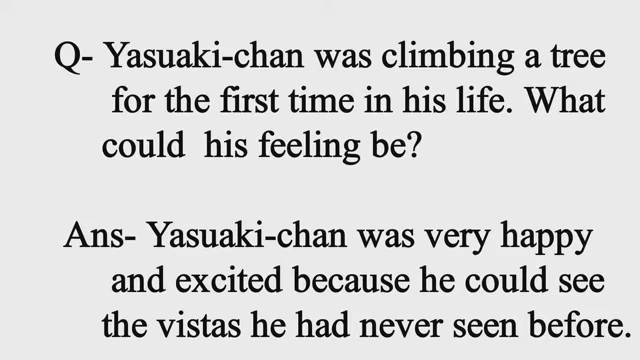 Q- Yasuaki-chan was climbing a tree
for the first time in his life. What
could his feeling be?
Ans- Yasuaki-chan was very happy
and excited because he could see
the vistas he had never seen before.